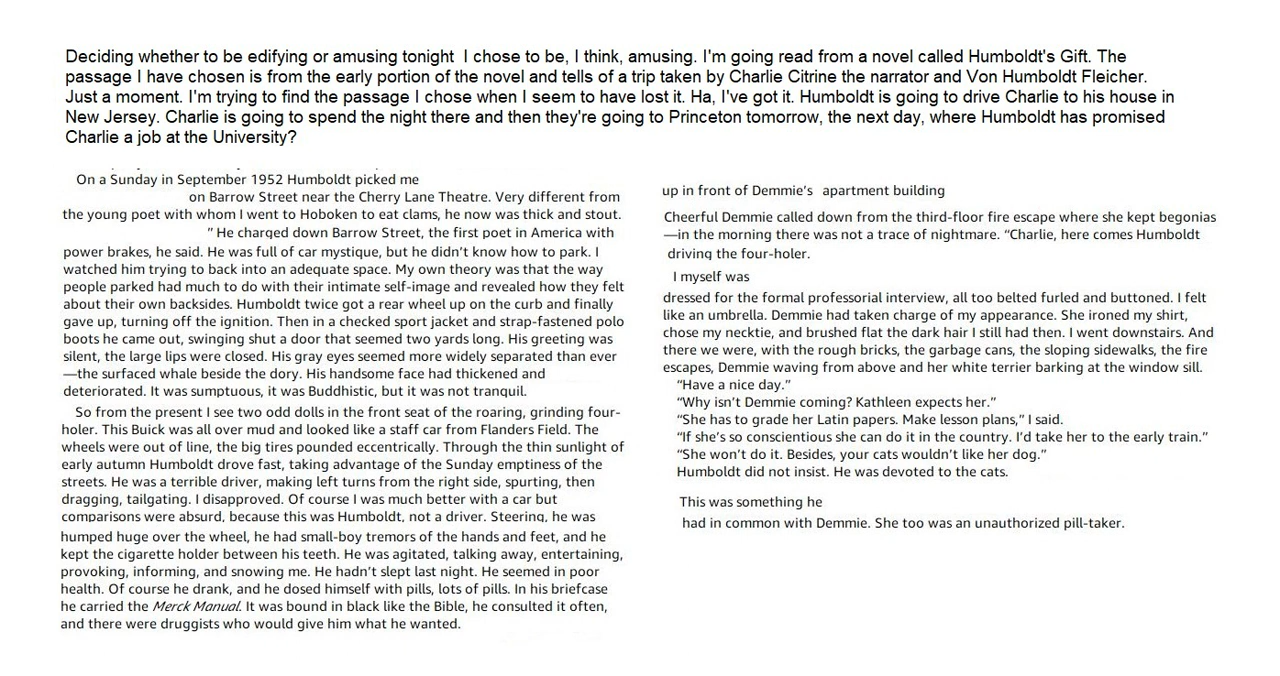 Deciding whether to be edifying or amusing tonight I chose to be, I think, amusing. I'm going read from a novel called Humboldt's Gift. The
passage I have chosen is from the early portion of the novel and tells of a trip taken by Charlie Citrine the narrator and Von Humboldt Fleicher.
Just a moment. I'm trying to find the passage I chose when I seem to have lost it. Ha, I've got it. Humboldt is going to drive Charlie to his house in
New Jersey. Charlie is going to spend the night there and then they're going to Princeton tomorrow, the next day, where Humboldt has promised
Charlie a job at the University?
On a Sunday in September 1952 Humboldt picked me
on Barrow Street near the Cherry Lane Theatre. Very different from
the young poet with whom I went to Hoboken to eat clams, he now was thick and stout.
" He charged down Barrow Street, the first poet in America with
power brakes, he said. He was full of car mystique, but he didn't know how to park. I
watched him trying to back into an adequate space. My own theory was that the way
people parked had much to do with their intimate self-image and revealed how they felt
about their own backsides. Humboldt twice got a rear wheel up on the curb and finally
gave up, turning off the ignition. Then in a checked sport jacket and strap-fastened polo
boots he came out, swinging shut a door that seemed two yards long. His greeting was
silent, the large lips were closed. His gray eyes seemed more widely separated than ever
—the surfaced whale beside the dory. His handsome face had thickened and
deteriorated. It was sumptuous, it was Buddhistic, but it was not tranquil.
So from the present I see two odd dolls in the front seat of the roaring, grinding four-
holer. This Buick was all over mud and looked like a staff car from Flanders Field. The
wheels were out of line, the big tires pounded eccentrically. Through the thin sunlight of
early autumn Humboldt drove fast, taking advantage of the Sunday emptiness of the
streets. He was a terrible driver, making left turns from the right side, spurting, then
dragging, tailgating. I disapproved. Of course I was much better with a car but
comparisons were absurd, because this was Humboldt, not a driver. Steering, he was
humped huge over the wheel, he had small-boy tremors of the hands and feet, and he
kept the cigarette holder between his teeth. He was agitated, talking away, entertaining,
provoking, informing, and snowing me. He hadn't slept last night. He seemed in poor
health. Of course he drank, and he dosed himself with pills, lots of pills. In his briefcase
he carried the Merck Manual. It was bound in black like the Bible, he consulted it often,
and there were druggists who would give him what he wanted.
up in front of Demmie's apartment building
Cheerful Demmie called down from the third-floor fire escape where she kept begonias
—in the morning there was not a trace of nightmare. "Charlie, here comes Humboldt
driving the four-holer.
I myself was
dressed for the formal professorial interview, all too belted furled and buttoned. I felt
like an umbrella. Demmie had taken charge of my appearance. She ironed my shirt,
chose my necktie, and brushed flat the dark hair I still had then. I went downstairs. And
there we were, with the rough bricks, the garbage cans, the sloping sidewalks, the fire
escapes, Demmie waving from above and her white terrier barking at the window sill.
"Have a nice day."
"Why isn't Demmie coming? Kathleen expects her."
"She has to grade her Latin papers. Make lesson plans," I said.
"If she's so conscientious she can do it in the country. I'd take her to the early train."
"She won't do it. Besides, your cats wouldn't like her dog."
Humboldt did not insist. He was devoted to the cats.
This was something he
had in common with Demmie. She too was an unauthorized pill-taker.